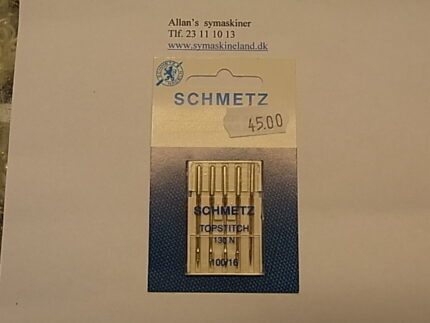 Allan's symaskiner
Tlf. 23 11 10 13
www.symaskineland.dk
SCHMETZ
45.00
SCHMETZ
TOPSTITCH
130 N
100/16